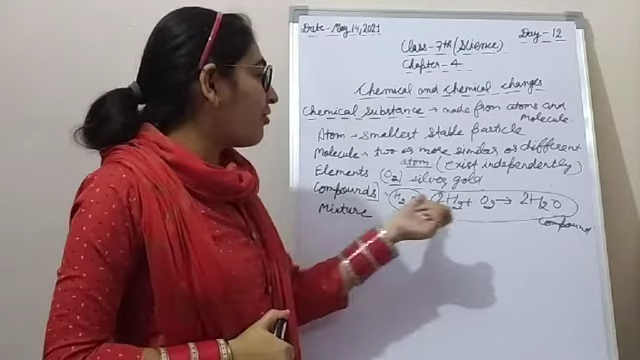 Date - May 14, 2021
Day - 12
Class - 7th (Science)
Chapter - 4
Chemical and chemical changes
Chemical substance → made from atoms and
Molecule.
Atom → smallest stable particle
Molecule → two or more similar or different
atom (exist independently)
Elements (O2) silver gold
Compounds 2H2 + O2 → 2H2O
Compound
Mixture